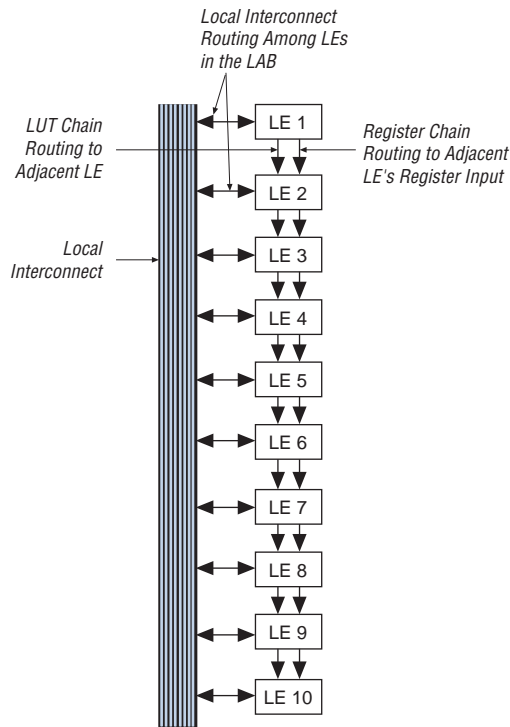 Local Interconnect
Routing Among LEs
in the LAB
LUT Chain
Routing to
Adjacent LE
Register Chain
Routing to Adjacent
LE's Register Input
Local
Interconnect
LE 1
LE 2
LE 3
LE 4
LE 5
LE 6
LE 7
LE 8
LE 9
LE 10